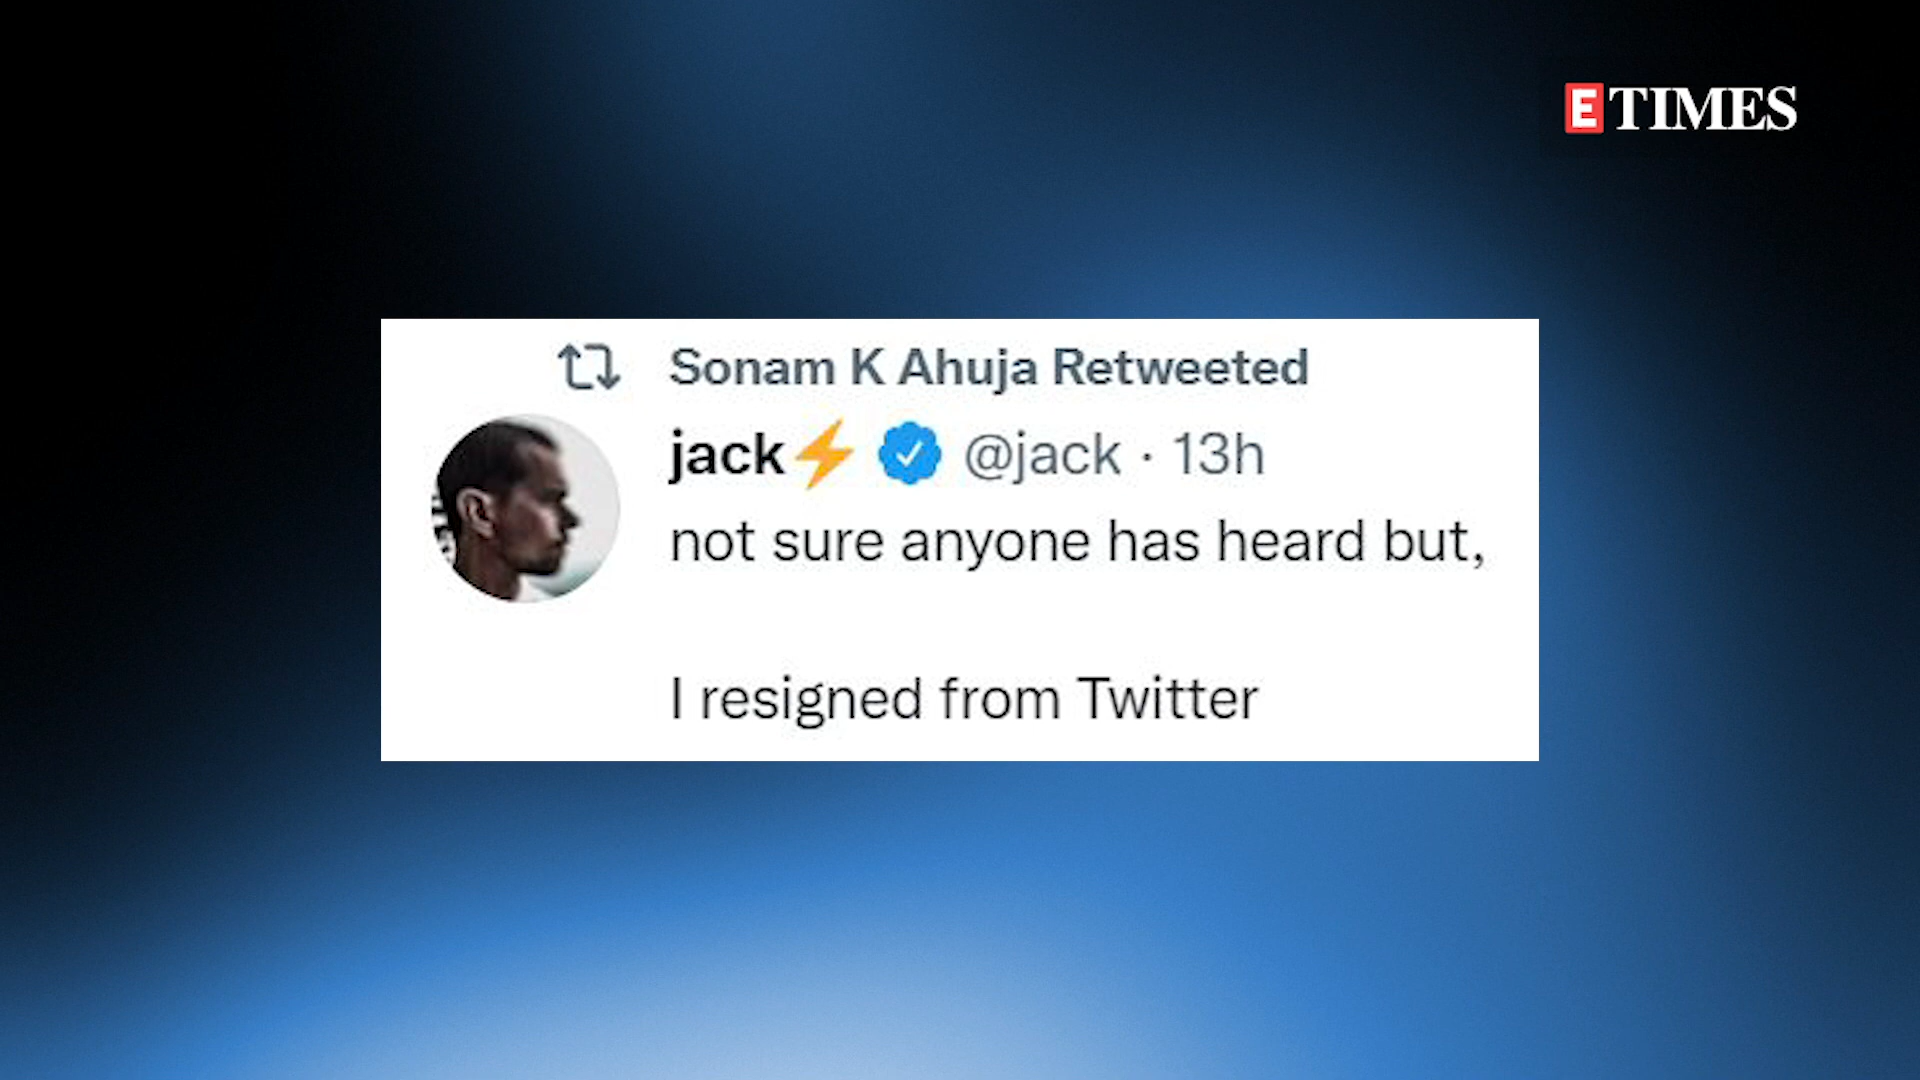 ETIMES
Sonam K Ahuja Retweeted
jack⚡ @jack · 13h
not sure anyone has heard but,
I resigned from Twitter